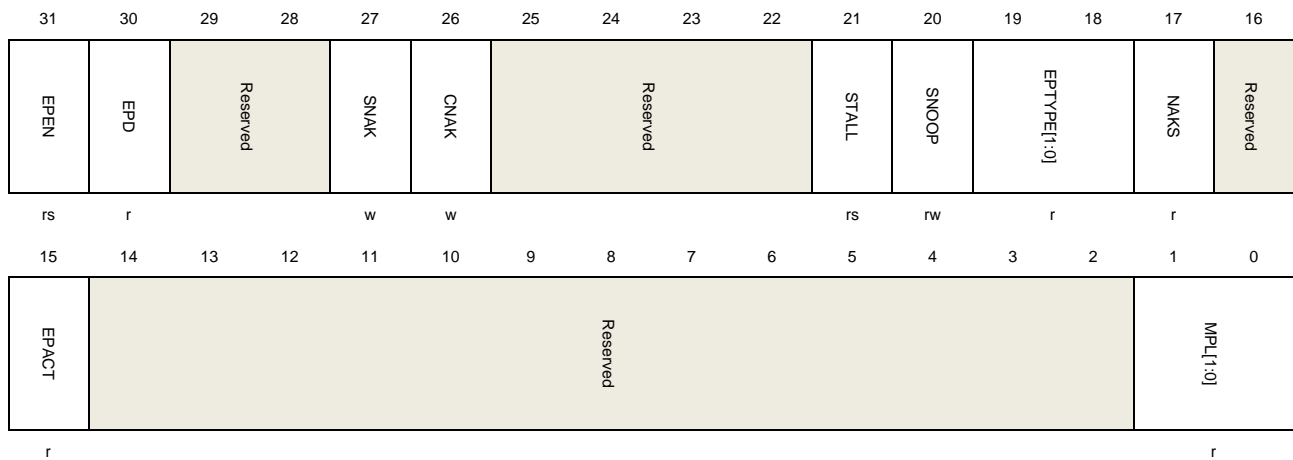 31 30 29 28 27 26 25 24 23 22 21 20 19 18 17 16
EPEN EPD Reserved SNAK CNAK Reserved STALL SNOOP EPTYPE[1:0] NAKS Reserved
rs r w w rs rw r r
15 14 13 12 11 10 9 8 7 6 5 4 3 2 1 0
EPACT Reserved MPL[1:0]
r r